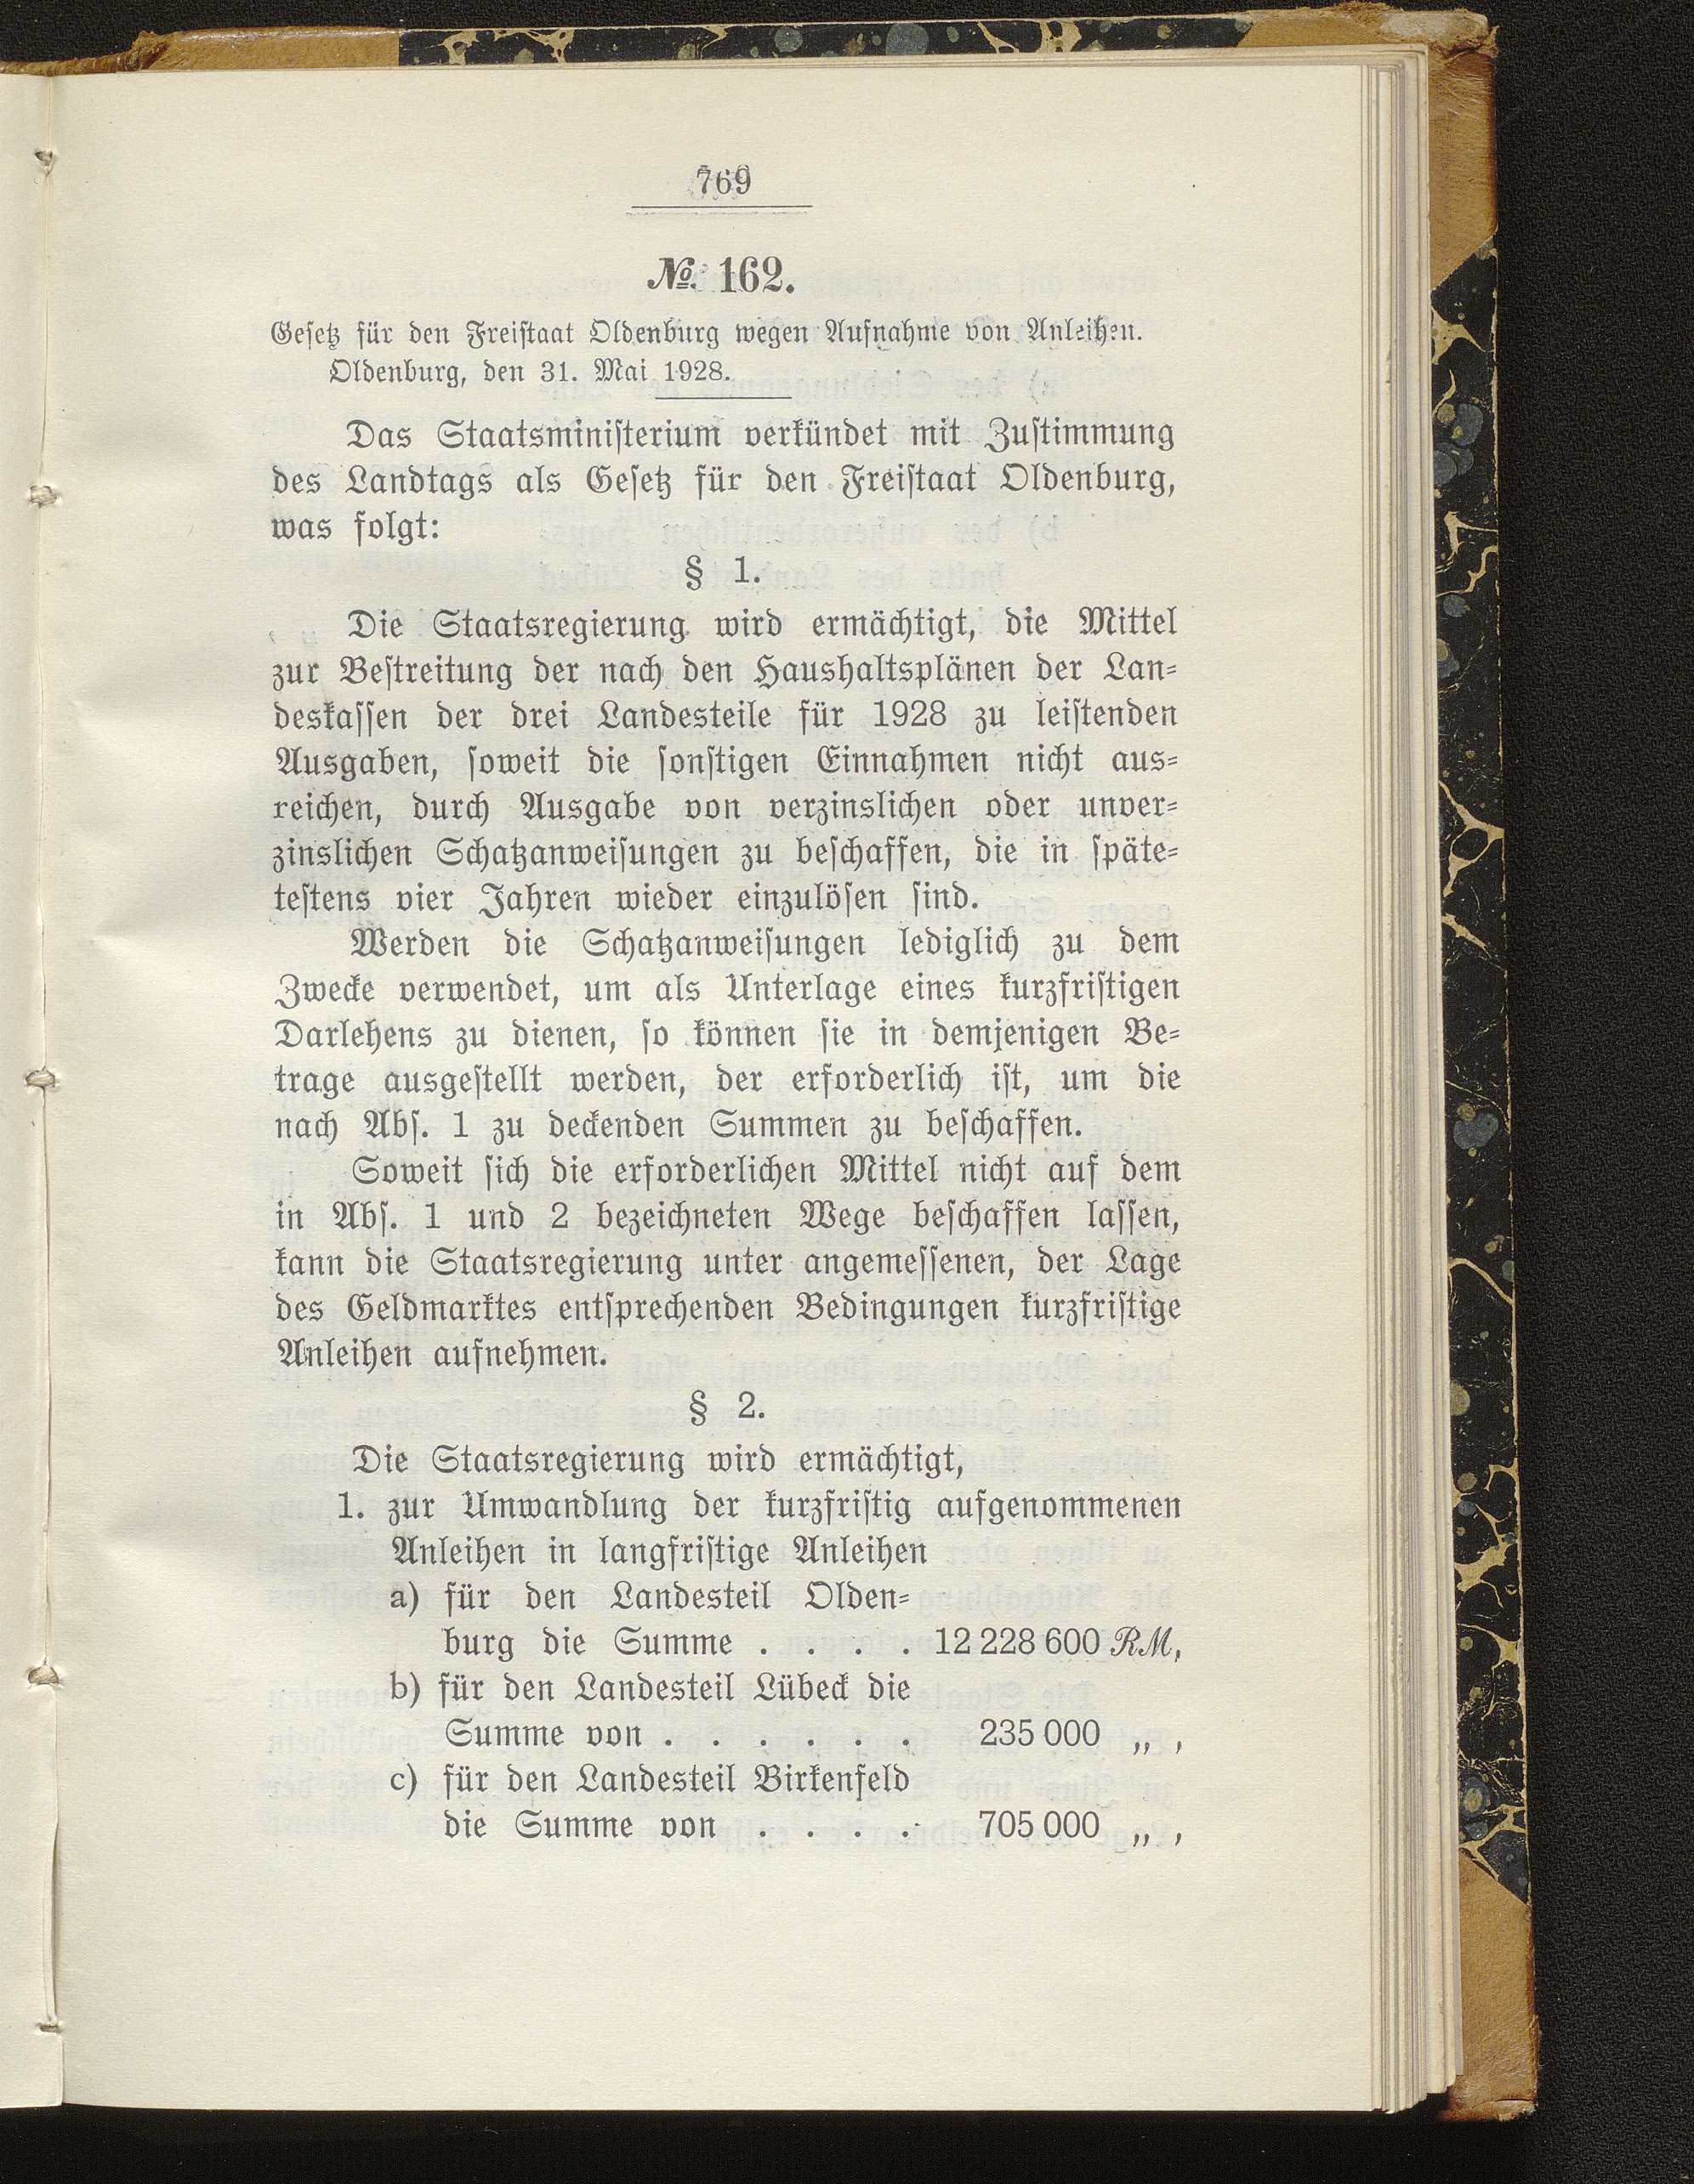 769
№. 162.
Gesetz für den Freistaat Oldenburg wegen Aufnahme von Anleihen.
Oldenburg, den 31. Mai 1928.
Das Staatsministerium verkündet mit Zustimmung
des Landtags als Gesetz für den Freistaat Oldenburg,
was folgt:
§ 1.
Die Staatsregierung wird ermächtigt, die Mittel
zur Bestreitung der nach den Haushaltsplänen der Lan-
deskassen der drei Landesteile für 1928 zu leistenden
Ausgaben, soweit die sonstigen Einnahmen nicht aus-
reichen, durch Ausgabe von verzinslichen oder unver-
zinslichen Schatzanweisungen zu beschaffen, die in späte-
testens vier Jahren wieder einzulösen sind.
Werden die Schatzanweisungen lediglich zu dem
Zwecke verwendet, um als Unterlage eines kurzfristigen
Darlehens zu dienen, so können sie in demjenigen Be-
trage ausgestellt werden, der erforderlich ist, um die
nach Abs. 1 zu deckenden Summen zu beschaffen.
Soweit sich die erforderlichen Mittel nicht auf dem
in Abs. 1 und 2 bezeichneten Wege beschaffen lassen,
kann die Staatsregierung unter angemessenen, der Lage
des Geldmarktes entsprechenden Bedingungen kurzfristige
Anleihen aufnehmen.
§ 2.
Die Staatsregierung wird ermächtigt,
1. zur Umwandlung der kurzfristig aufgenommenen
Anleihen in langfristige Anleihen
a) für den Landesteil Olden-
burg die Summe . . . . 12 228 600 RM,
b) für den Landesteil Lübeck die
Summe von . . . . . . 235 000 „ ,
c) für den Landesteil Birkenfeld
die Summe von . . . . 705 000 „ ,